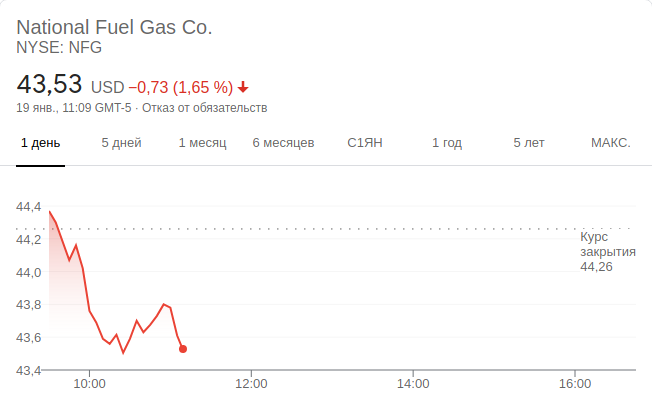 National Fuel Gas Co.
NYSE: NFG
43,53 USD −0,73 (1,65 %)
19 янв., 11:09 GMT-5 · Отказ от обязательств
1 день 5 дней 1 месяц 6 месяцев С1ЯН 1 год 5 лет МАКС.
44,4
44,2
44,0
43,8
43,6
43,4
Курс
закрытия
44,26
10:00 12:00 14:00 16:00